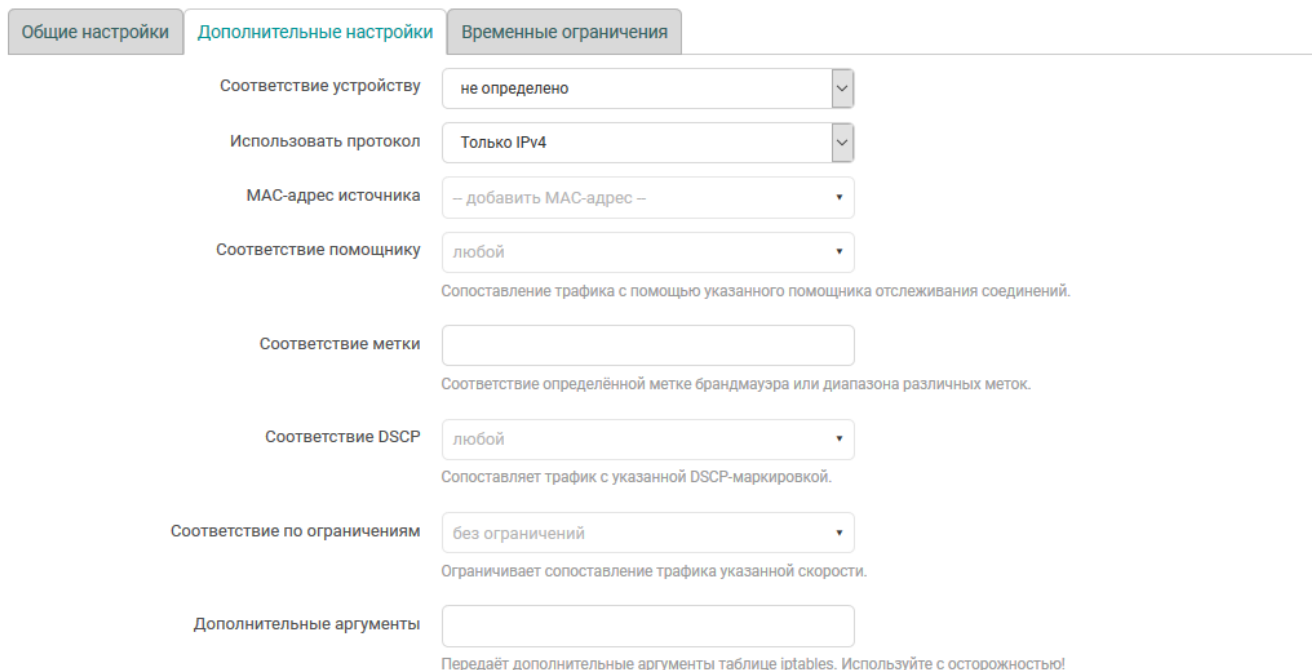 Общие настройки Дополнительные настройки Временные ограничения
Соответствие устройству не определено
Использовать протокол Только IPv4
MAC-адрес источника -- добавить MAC-адрес --
Соответствие помощнику любой
Сопоставление трафика с помощью указанного помощника отслеживания соединений.
Соответствие метки
Соответствие определённой метке брандмауэра или диапазона различных меток.
Соответствие DSCP любой
Сопоставляет трафик с указанной DSCP-маркировкой.
Соответствие по ограничениям без ограничений
Ограничивает сопоставление трафика указанной скорости.
Дополнительные аргументы
Передаёт дополнительные аргументы таблице iptables. Используйте с осторожностью!